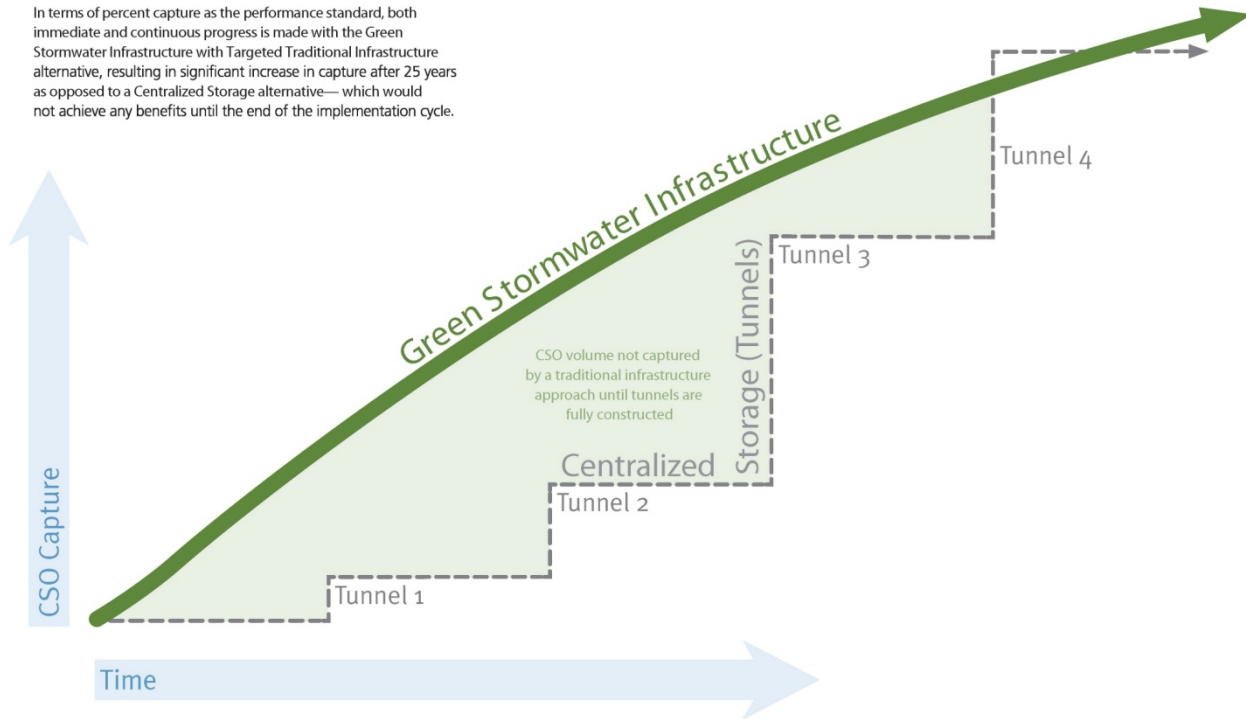 In terms of percent capture as the performance standard, both
immediate and continuous progress is made with the Green
Stormwater Infrastructure with Targeted Traditional Infrastructure
alternative, resulting in significant increase in capture after 25 years
as opposed to a Centralized Storage alternative— which would
not achieve any benefits until the end of the implementation cycle.
Green Stormwater Infrastructure
Tunnel 4
Tunnel 3
CSO volume not captured
by a traditional infrastructure
approach until tunnels are
fully constructed
Centralized
Storage (Tunnels)
Tunnel 2
Tunnel 1
CSO Capture
Time